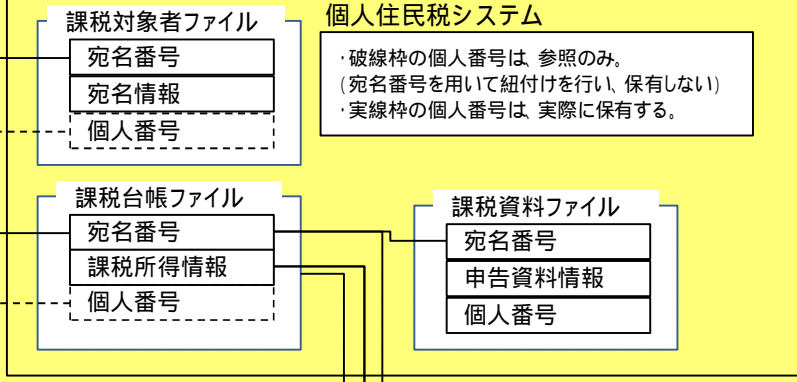 課税対象者ファイル
宛名番号
宛名情報
個人番号
個人住民税システム
・破線枠の個人番号は、参照のみ。
(宛名番号を用いて紐付けを行い、保有しない)
・実線枠の個人番号は、実際に保有する。
課税台帳ファイル
宛名番号
課税所得情報
個人番号
課税資料ファイル
宛名番号
申告資料情報
個人番号